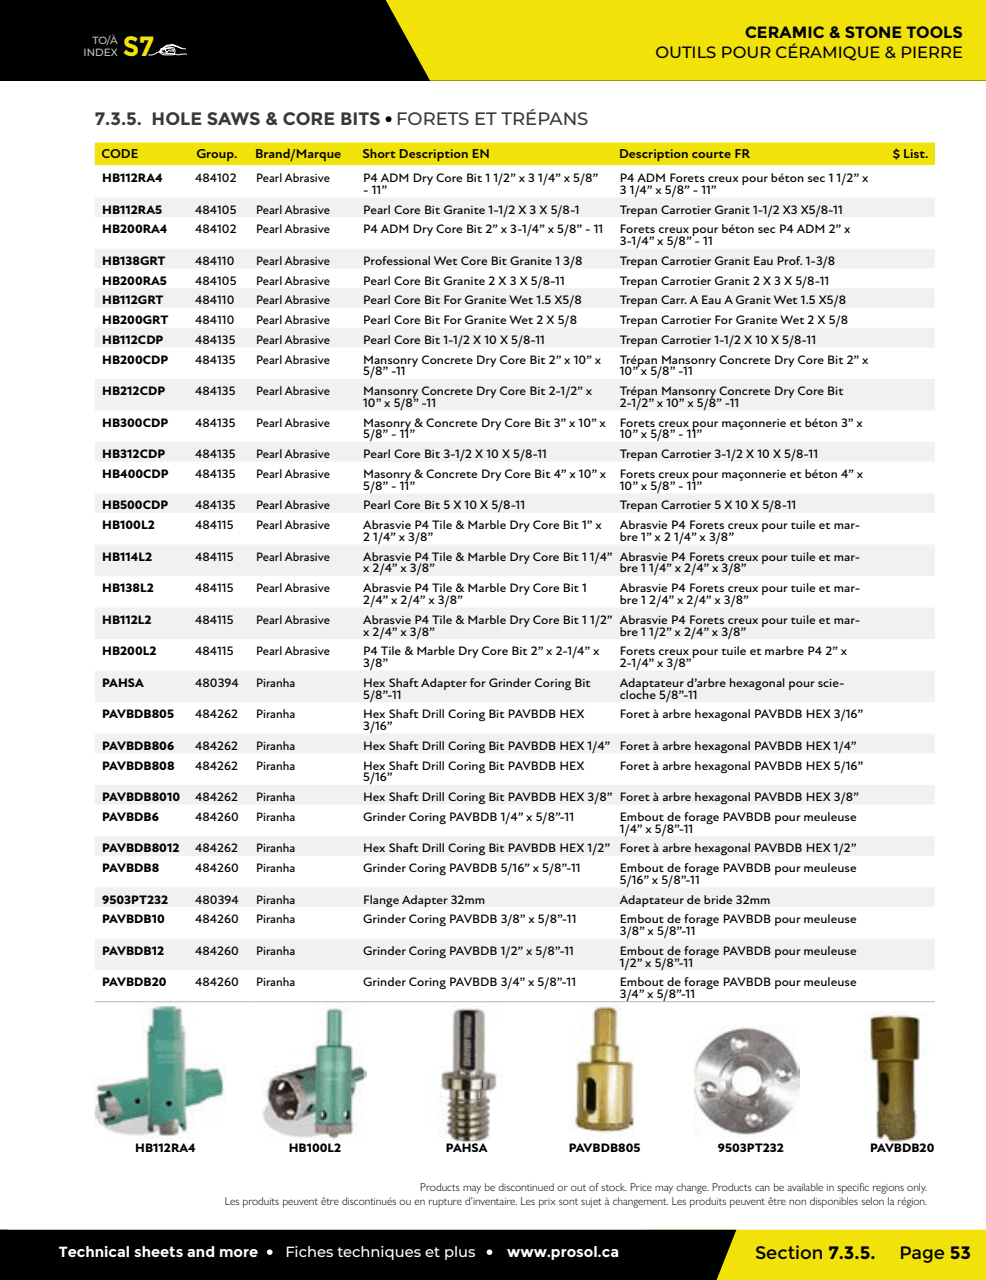 TO/À
INDEX S7
CERAMIC & STONE TOOLS
OUTILS POUR CÉRAMIQUE & PIERRE
7.3.5. HOLE SAWS & CORE BITS • FORETS ET TRÉPANS
CODE Group. Brand/Marque Short Description EN Description courte FR $ List.
HB112RA4 484102 Pearl Abrasive P4 ADM Dry Core Bit 1 1/2” x 3 1/4” x 5/8” P4 ADM Forets creux pour béton sec 1 1/2” x
- 11” 3 1/4” x 5/8” - 11”
HB112RA5 484105 Pearl Abrasive Pearl Core Bit Granite 1-1/2 X 3 X 5/8-1 Trepan Carrotier Granit 1-1/2 X3 X5/8-11
HB200RA4 484102 Pearl Abrasive P4 ADM Dry Core Bit 2” x 3-1/4” x 5/8” - 11 Forets creux pour béton sec P4 ADM 2” x
3-1/4” x 5/8” - 11
HB138GRT 484110 Pearl Abrasive Professional Wet Core Bit Granite 1 3/8 Trepan Carrotier Granit Eau Prof. 1-3/8
HB200RA5 484105 Pearl Abrasive Pearl Core Bit Granite 2 X 3 X 5/8-11 Trepan Carrotier Granit 2 X 3 X 5/8-11
HB112GRT 484110 Pearl Abrasive Pearl Core Bit For Granite Wet 1.5 X5/8 Trepan Carr. A Eau A Granit Wet 1.5 X5/8
HB200GRT 484110 Pearl Abrasive Pearl Core Bit For Granite Wet 2 X 5/8 Trepan Carrotier For Granite Wet 2 X 5/8
HB112CDP 484135 Pearl Abrasive Pearl Core Bit 1-1/2 X 10 X 5/8-11 Trepan Carrotier 1-1/2 X 10 X 5/8-11
HB200CDP 484135 Pearl Abrasive Mansonry Concrete Dry Core Bit 2” x 10” x Trépan Mansonry Concrete Dry Core Bit 2” x
5/8” -11 10” x 5/8” -11
HB212CDP 484135 Pearl Abrasive Mansonry Concrete Dry Core Bit 2-1/2” x Trépan Mansonry Concrete Dry Core Bit
10” x 5/8” -11 2-1/2” x 10” x 5/8” -11
HB300CDP 484135 Pearl Abrasive Masonry & Concrete Dry Core Bit 3” x 10” x Forets creux pour maçonnerie et béton 3” x
5/8” - 11” 10” x 5/8” - 11”
HB312CDP 484135 Pearl Abrasive Pearl Core Bit 3-1/2 X 10 X 5/8-11 Trepan Carrotier 3-1/2 X 10 X 5/8-11
HB400CDP 484135 Pearl Abrasive Masonry & Concrete Dry Core Bit 4” x 10” x Forets creux pour maçonnerie et béton 4” x
5/8” - 11” 10” x 5/8” - 11”
HB500CDP 484135 Pearl Abrasive Pearl Core Bit 5 X 10 X 5/8-11 Trepan Carrotier 5 X 10 X 5/8-11
HB100L2 484115 Pearl Abrasive Abrasvie P4 Tile & Marble Dry Core Bit 1” x Abrasvie P4 Forets creux pour tuile et mar-
2 1/4” x 3/8” bre 1” x 2 1/4” x 3/8”
HB114L2 484115 Pearl Abrasive Abrasvie P4 Tile & Marble Dry Core Bit 1 1/4” Abrasvie P4 Forets creux pour tuile et mar-
x 2/4” x 3/8” bre 1 1/4” x 2/4” x 3/8”
HB138L2 484115 Pearl Abrasive Abrasvie P4 Tile & Marble Dry Core Bit 1 Abrasvie P4 Forets creux pour tuile et mar-
2/4” x 2/4” x 3/8” bre 1 2/4” x 2/4” x 3/8”
HB112L2 484115 Pearl Abrasive Abrasvie P4 Tile & Marble Dry Core Bit 1 1/2” Abrasvie P4 Forets creux pour tuile et mar-
x 2/4” x 3/8” bre 1 1/2” x 2/4” x 3/8”
HB200L2 484115 Pearl Abrasive P4 Tile & Marble Dry Core Bit 2” x 2-1/4” x Forets creux pour tuile et marbre P4 2” x
3/8” 2-1/4” x 3/8”
PAHSA 480394 Piranha Hex Shaft Adapter for Grinder Coring Bit Adaptateur d’arbre hexagonal pour scie-
5/8”-11 cloche 5/8”-11
PAVBDB805 484262 Piranha Hex Shaft Drill Coring Bit PAVBDB HEX Foret à arbre hexagonal PAVBDB HEX 3/16”
3/16”
PAVBDB806 484262 Piranha Hex Shaft Drill Coring Bit PAVBDB HEX 1/4” Foret à arbre hexagonal PAVBDB HEX 1/4”
PAVBDB808 484262 Piranha Hex Shaft Drill Coring Bit PAVBDB HEX Foret à arbre hexagonal PAVBDB HEX 5/16”
5/16”
PAVBDB8010 484262 Piranha Hex Shaft Drill Coring Bit PAVBDB HEX 3/8” Foret à arbre hexagonal PAVBDB HEX 3/8”
PAVBDB6 484260 Piranha Grinder Coring PAVBDB 1/4” x 5/8”-11 Embout de forage PAVBDB pour meuleuse
1/4” x 5/8”-11
PAVBDB8012 484262 Piranha Hex Shaft Drill Coring Bit PAVBDB HEX 1/2” Foret à arbre hexagonal PAVBDB HEX 1/2”
PAVBDB8 484260 Piranha Grinder Coring PAVBDB 5/16” x 5/8”-11 Embout de forage PAVBDB pour meuleuse
5/16” x 5/8”-11
9503PT232 480394 Piranha Flange Adapter 32mm Adaptateur de bride 32mm
PAVBDB10 484260 Piranha Grinder Coring PAVBDB 3/8” x 5/8”-11 Embout de forage PAVBDB pour meuleuse
3/8” x 5/8”-11
PAVBDB12 484260 Piranha Grinder Coring PAVBDB 1/2” x 5/8”-11 Embout de forage PAVBDB pour meuleuse
1/2” x 5/8”-11
PAVBDB20 484260 Piranha Grinder Coring PAVBDB 3/4” x 5/8”-11 Embout de forage PAVBDB pour meuleuse
3/4” x 5/8”-11
HB112RA4 HB100L2 PAHSA PAVBDB805 9503PT232 PAVBDB20
Products may be discontinued or out of stock. Price may change. Products can be available in specific regions only.
Les produits peuvent être discontinués ou en rupture d’inventaire. Les prix sont sujet à changement. Les produits peuvent être non disponibles selon la région.
Technical sheets and more • Fiches techniques et plus • www.prosol.ca
Section 7.3.5. Page 53